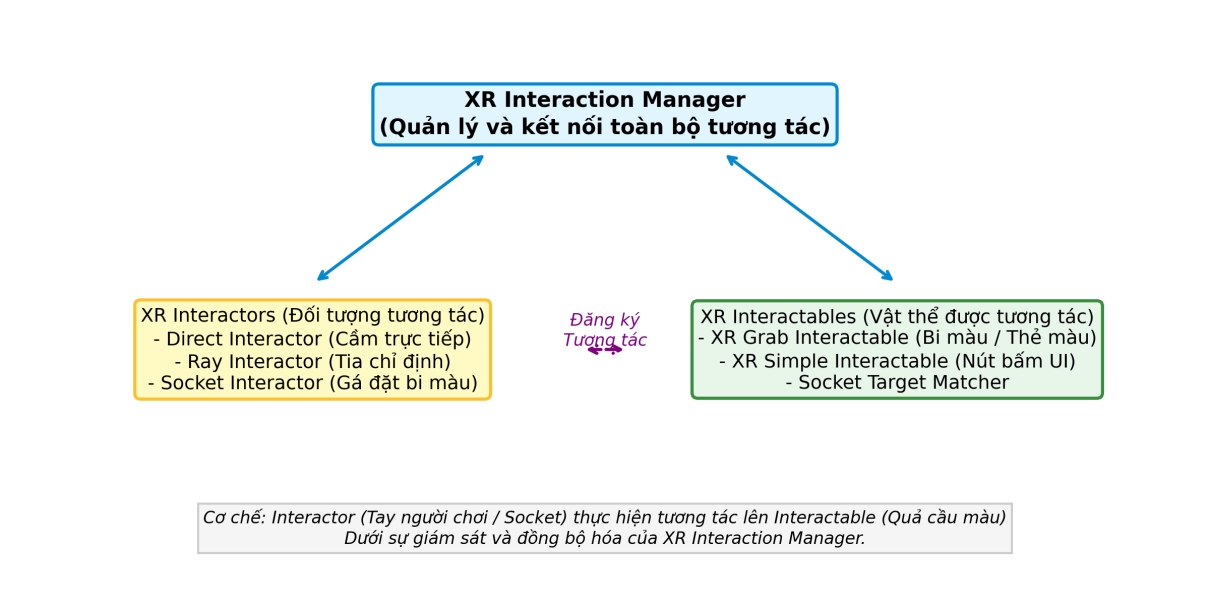 XR Interaction Manager
(Quản lý và kết nối toàn bộ tương tác)
XR Interactors (Đối tượng tương tác)
- Direct Interactor (Cầm trực tiếp)
- Ray Interactor (Tia chỉ định)
- Socket Interactor (Gá đặt bi màu)
Đăng ký
Tương tác
XR Interactables (Vật thể được tương tác)
- XR Grab Interactable (Bi màu / Thẻ màu)
- XR Simple Interactable (Nút bấm UI)
- Socket Target Matcher
Cơ chế: Interactor (Tay người chơi / Socket) thực hiện tương tác lên Interactable (Quả cầu màu)
Dưới sự giám sát và đồng bộ hóa của XR Interaction Manager.